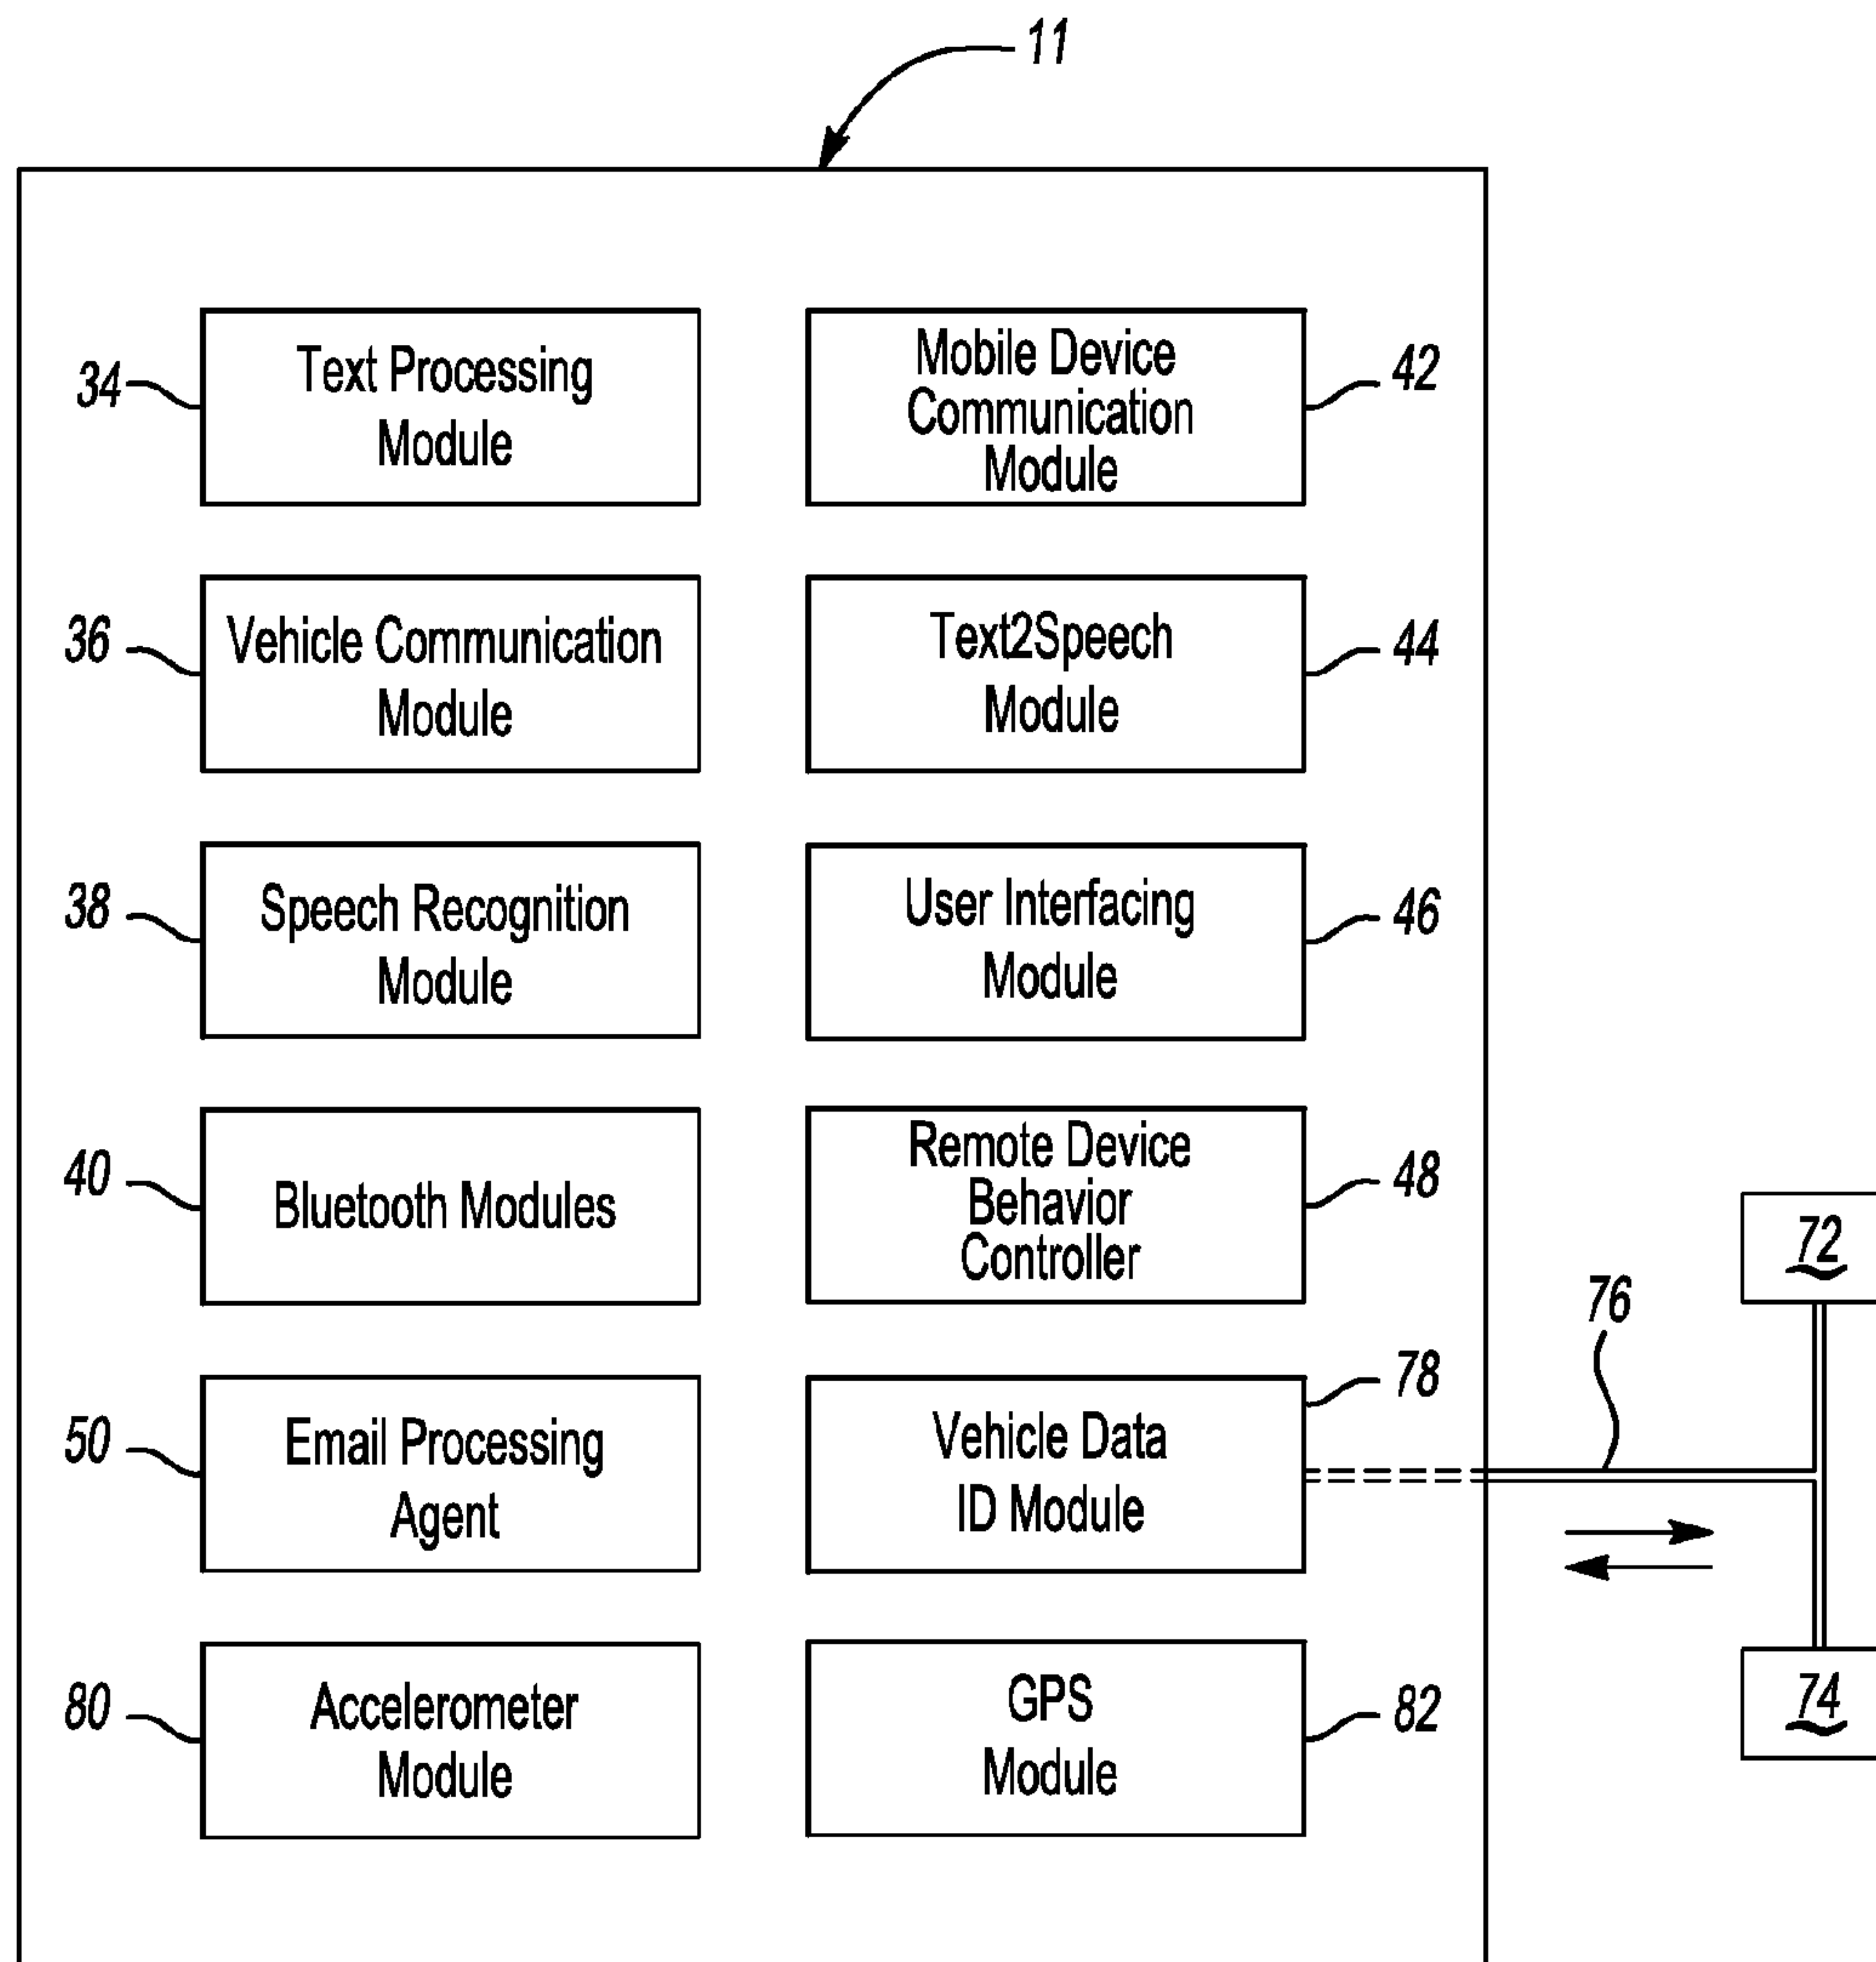 11
34
Text Processing
Module
Mobile Device
Communication
Module
42
36
Vehicle Communication
Module
Text2Speech
Module
44
38
Speech Recognition
Module
User Interfacing
Module
46
40
Bluetooth Modules
Remote Device
Behavior
Controller
48
72
76
50
Email Processing
Agent
Vehicle Data
ID Module
78
80
Accelerometer
Module
GPS
Module
82
74